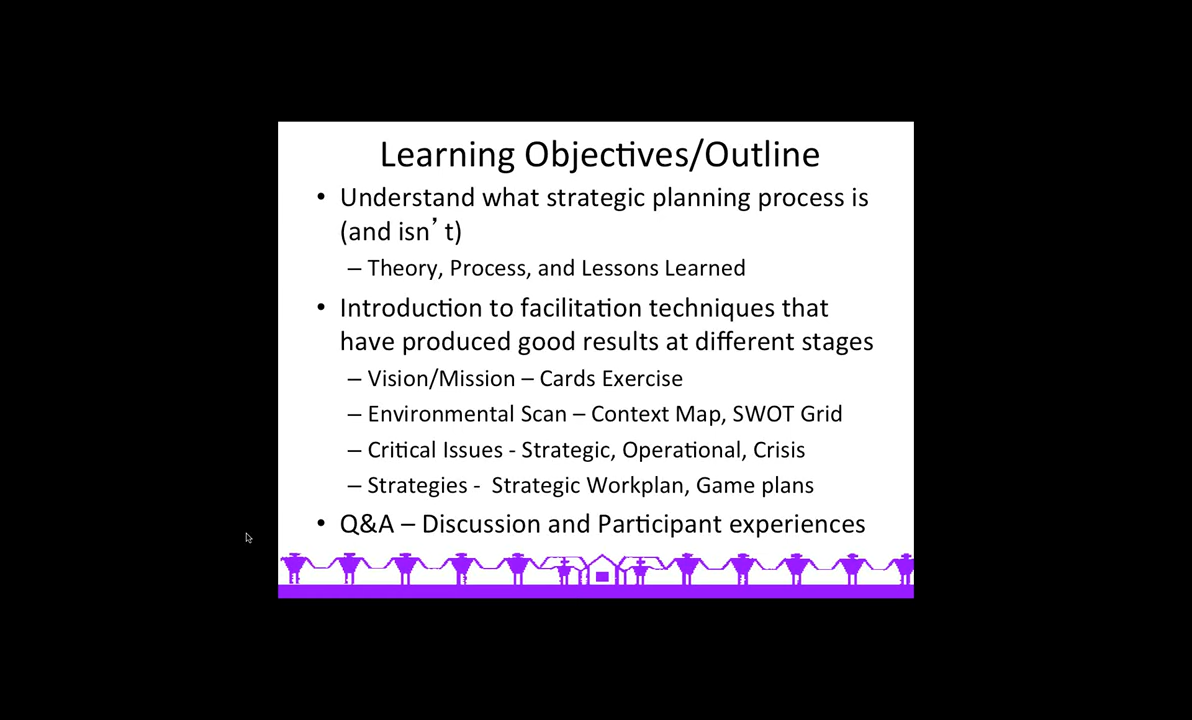 Learning Objectives/Outline
• Understand what strategic planning process is
(and isn’t)
– Theory, Process, and Lessons Learned
• Introduction to facilitation techniques that
have produced good results at different stages
– Vision/Mission – Cards Exercise
– Environmental Scan – Context Map, SWOT Grid
– Critical Issues - Strategic, Operational, Crisis
– Strategies -  Strategic Workplan, Game plans
• Q&A – Discussion and Participant experiences